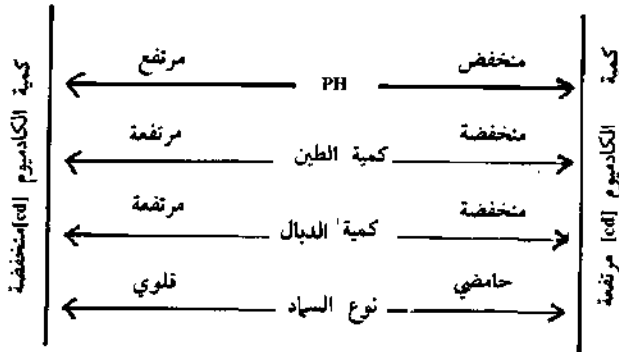 كمية الكادميوم [cd] مرتفعة
منخفض PH مرتفع
منخفضة كمية الطين مرتفعة
منخفضة كمية الدبال مرتفعة
حامضي نوع السماد قلوي
كمية الكادميوم [cd] منخفضة